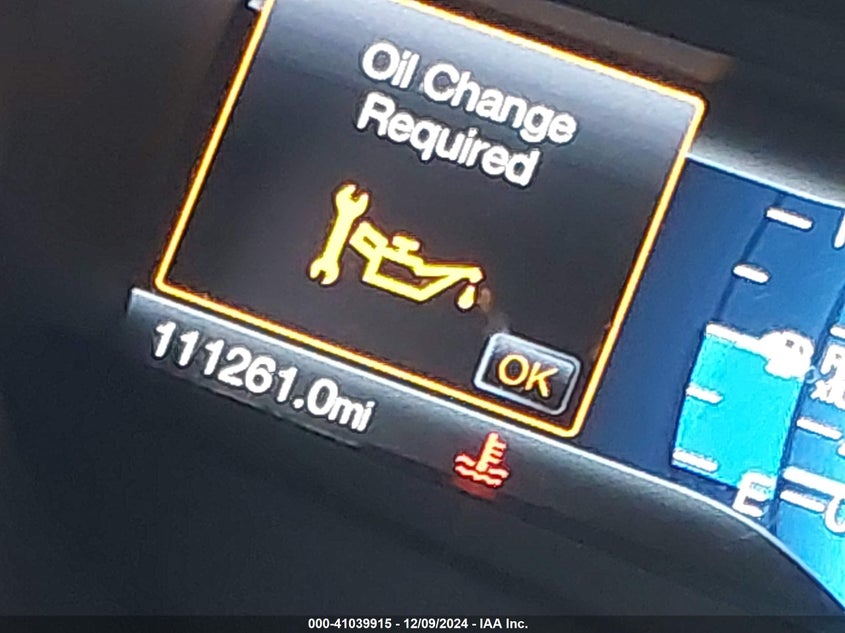 Oil Change
Required
OK
111261.0mi
E
000-41039915 - 12/09/2024 - IAA Inc.